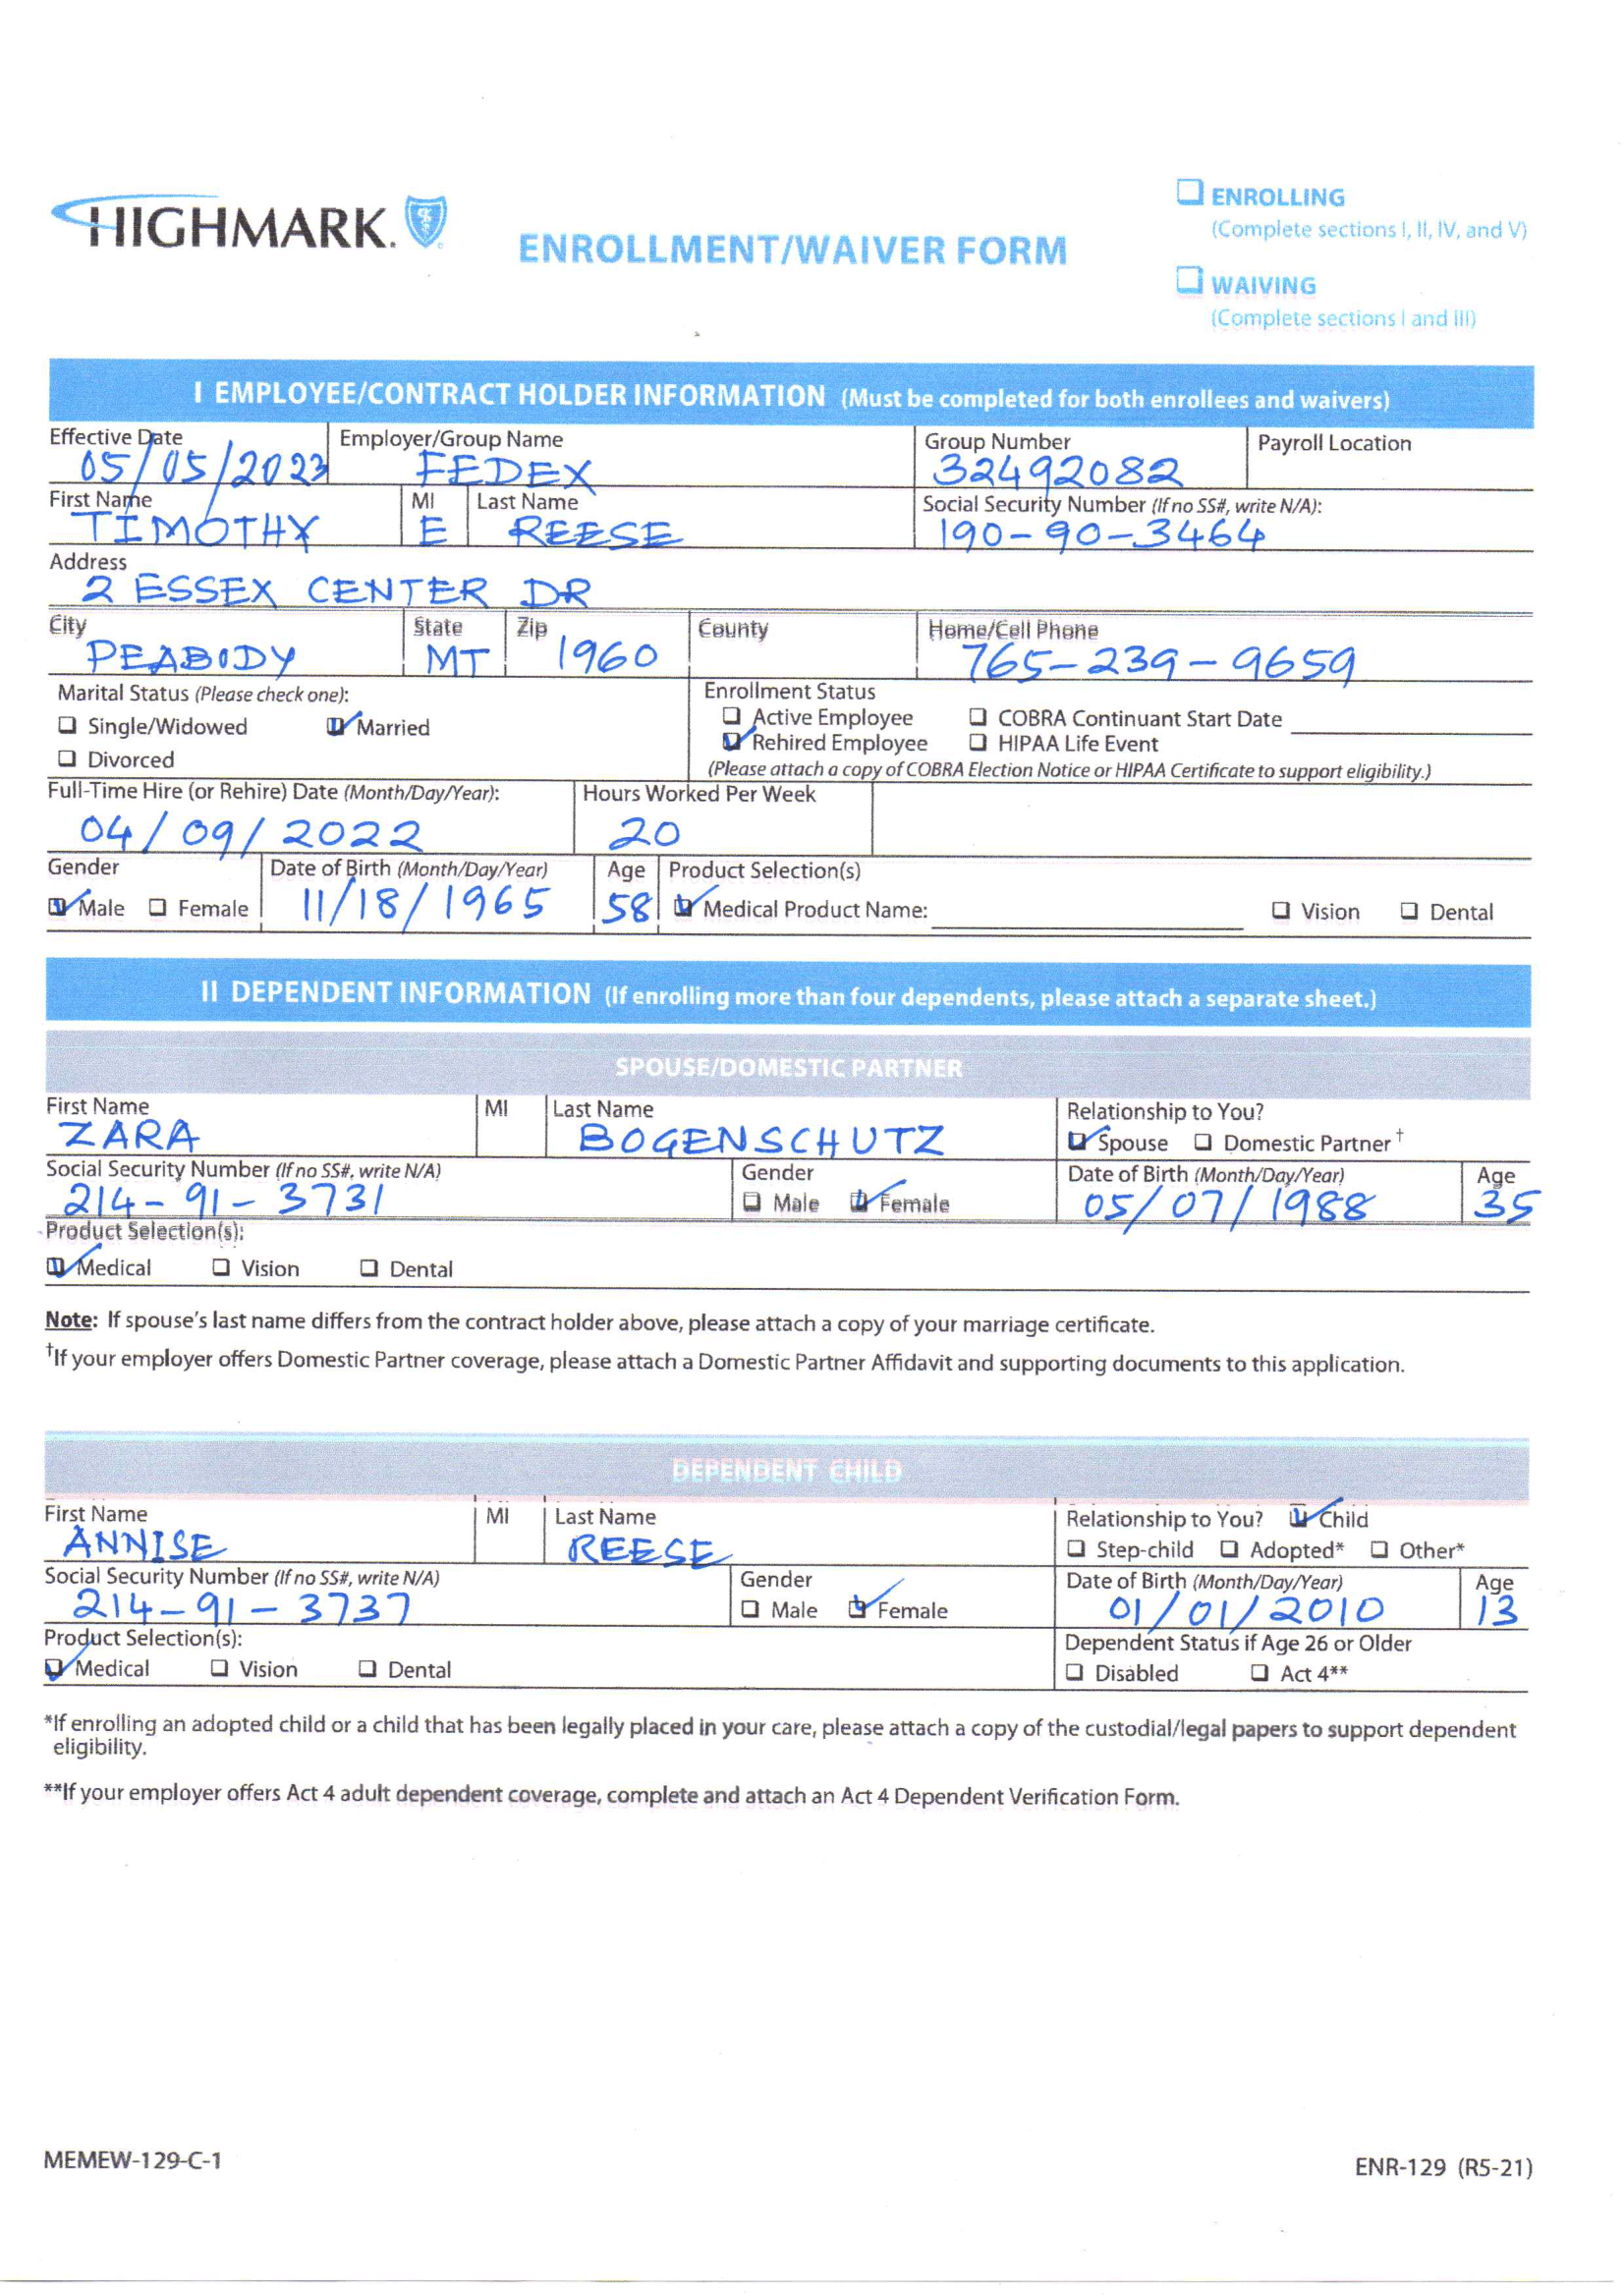 HIGHMARK.
ENROLLMENT/WAIVER FORM
☐ ENROLLING
(Complete sections I, II, IV, and V)
☐ WAIVING
(Complete sections I and III)
I EMPLOYEE/CONTRACT HOLDER INFORMATION (Must be completed for both enrollees and waivers)
Effective Date Employer/Group Name Group Number Payroll Location
05/05/2023 FEDEX 32492082
First Name MI Last Name Social Security Number (If no SS#, write N/A):
TIMOTHY E REESE 190-90-3464
Address
2 ESSEX CENTER DR
City State Zip County Home/Cell Phone
PEABODY MT 1960 765-239-9659
Marital Status (Please check one): Enrollment Status
☐ Single/Widowed ☑ Married ☐ Active Employee ☐ COBRA Continuant Start Date
☑ Rehired Employee ☐ HIPAA Life Event
☐ Divorced (Please attach a copy of COBRA Election Notice or HIPAA Certificate to support eligibility.)
Full-Time Hire (or Rehire) Date (Month/Day/Year): Hours Worked Per Week
04/09/2022 20
Gender Date of Birth (Month/Day/Year) Age Product Selection(s)
☑ Male ☐ Female 11/18/1965 58 ☑ Medical Product Name: ☐ Vision ☐ Dental
II DEPENDENT INFORMATION (If enrolling more than four dependents, please attach a separate sheet.)
SPOUSE/DOMESTIC PARTNER
First Name MI Last Name Relationship to You?
ZARA BOGENSCHUTZ ☑ Spouse ☐ Domestic Partner †
Social Security Number (If no SS#, write N/A) Gender Date of Birth (Month/Day/Year) Age
214-91-3731 ☐ Male ☑ Female 05/07/1988 35
Product Selection(s):
☑ Medical ☐ Vision ☐ Dental
Note: If spouse's last name differs from the contract holder above, please attach a copy of your marriage certificate.
†If your employer offers Domestic Partner coverage, please attach a Domestic Partner Affidavit and supporting documents to this application.
DEPENDENT CHILD
First Name MI Last Name Relationship to You? ☑ Child
ANNISE REESE ☐ Step-child ☐ Adopted* ☐ Other*
Social Security Number (If no SS#, write N/A) Gender Date of Birth (Month/Day/Year) Age
214-91-3737 ☐ Male ☑ Female 01/01/2010 13
Product Selection(s): Dependent Status if Age 26 or Older
☑ Medical ☐ Vision ☐ Dental ☐ Disabled ☐ Act 4**
*If enrolling an adopted child or a child that has been legally placed in your care, please attach a copy of the custodial/legal papers to support dependent
eligibility.
**If your employer offers Act 4 adult dependent coverage, complete and attach an Act 4 Dependent Verification Form.
MEMEW-129-C-1 ENR-129 (R5-21)